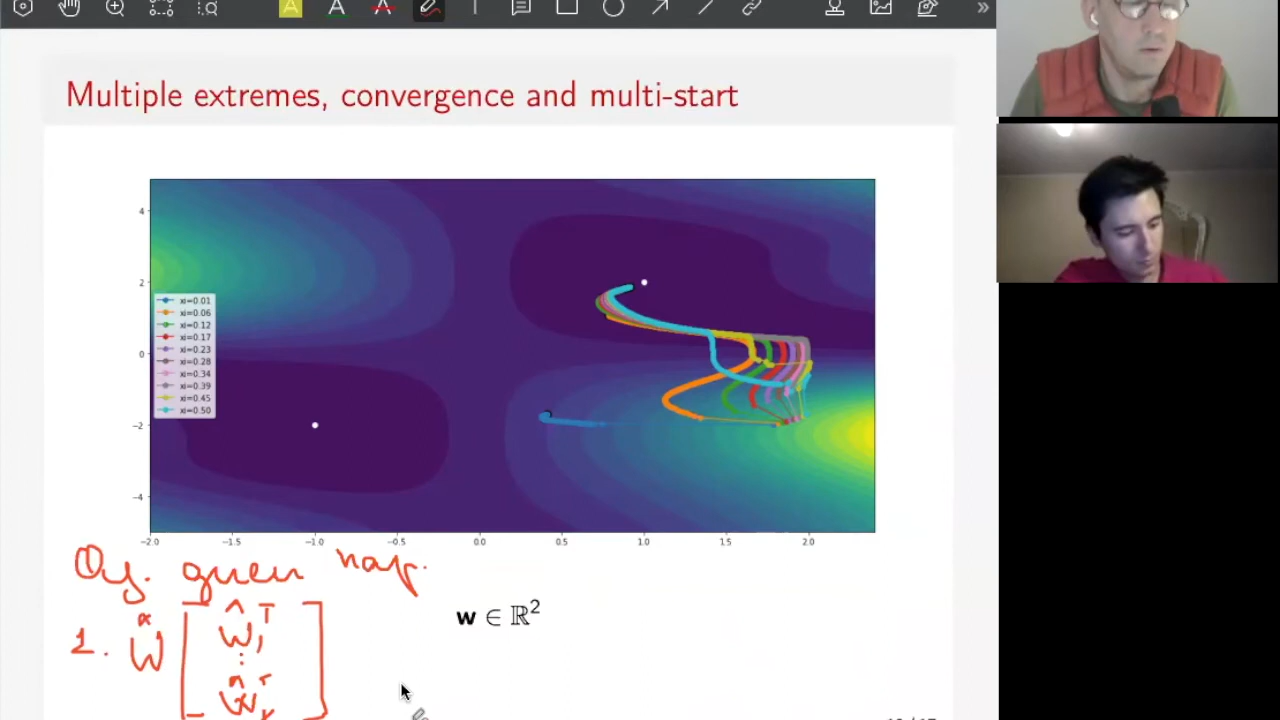 Multiple extremes, convergence and multi-start
4
2
0
−2
−4
xi=0.01
xi=0.06
xi=0.12
xi=0.17
xi=0.23
xi=0.28
xi=0.34
xi=0.39
xi=0.45
xi=0.50
−2.0 −1.5 −1.0 −0.5 0.0 0.5 1.0 1.5 2.0
w ∈ ℝ²
1.